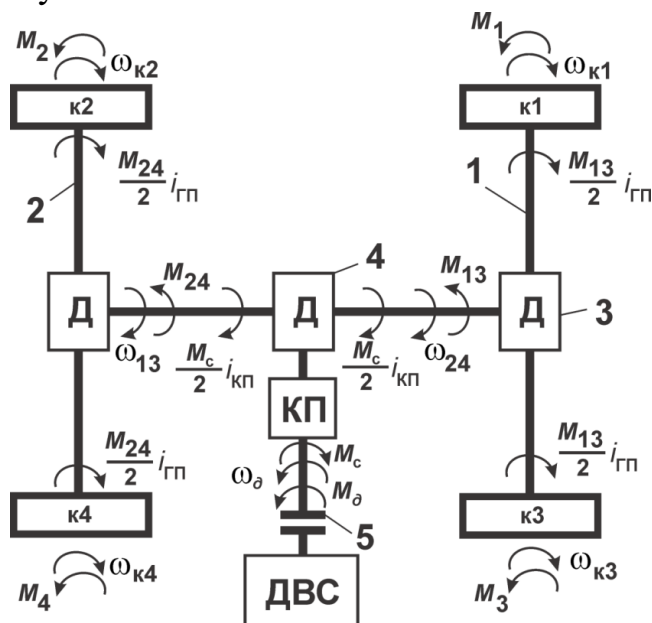 M₂ ωк2 M₁ ωк1
к2 к1
M₂₄/2 iГП M₁₃/2 iГП
2 1
4
M₂₄ M₁₃
Д Д Д 3
ω₁₃ Mс/2 iКП Mс/2 iКП ω₂₄
КП
M₂₄/2 iГП M₁₃/2 iГП
Mс
ωд Mд
к4 к3
5
ωк4 ωк3
M₄ M₃
ДВС